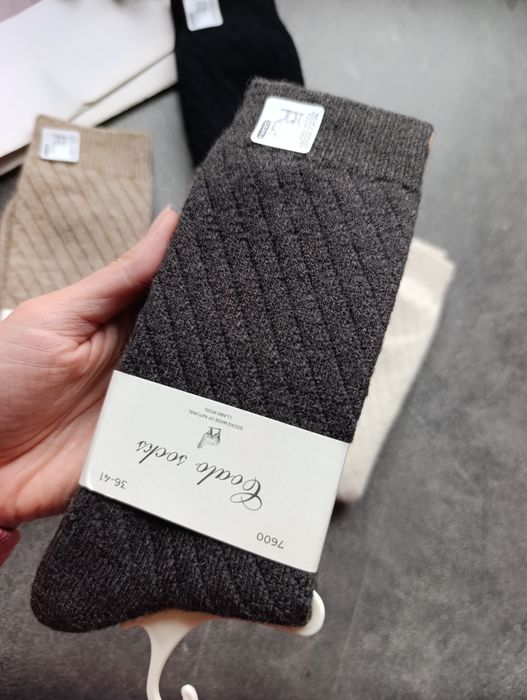 7600
36-41
Coalo socks
SOCKS MADE OF NATURAL
LLAMA WOOL